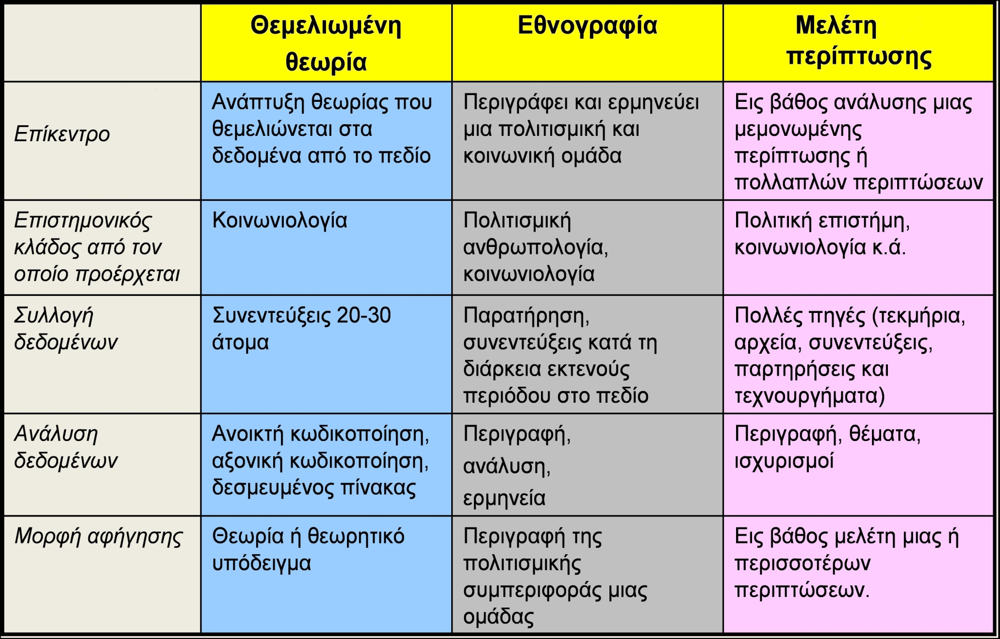 Θεμελιωμένη
θεωρία
Εθνογραφία
Μελέτη
περίπτωσης
Επίκεντρο
Ανάπτυξη θεωρίας που
θεμελιώνεται στα
δεδομένα από το πεδίο
Περιγράφει και ερμηνεύει
μια πολιτισμική και
κοινωνική ομάδα
Εις βάθος ανάλυσης μιας
μεμονωμένης
περίπτωσης ή
πολλαπλών περιπτώσεων
Επιστημονικός
κλάδος από τον
οποίο προέρχεται
Κοινωνιολογία
Πολιτισμική
ανθρωπολογία,
κοινωνιολογία
Πολιτική επιστήμη,
κοινωνιολογία κ.ά.
Συλλογή
δεδομένων
Συνεντεύξεις 20-30
άτομα
Παρατήρηση,
συνεντεύξεις κατά τη
διάρκεια εκτενούς
περιόδου στο πεδίο
Πολλές πηγές (τεκμήρια,
αρχεία, συνεντεύξεις,
παρτηρήσεις και
τεχνουργήματα)
Ανάλυση
δεδομένων
Ανοικτή κωδικοποίηση,
αξονική κωδικοποίηση,
δεσμευμένος πίνακας
Περιγραφή,
ανάλυση,
ερμηνεία
Περιγραφή, θέματα,
ισχυρισμοί
Μορφή αφήγησης
Θεωρία ή θεωρητικό
υπόδειγμα
Περιγραφή της
πολιτισμικής
συμπεριφοράς μιας
ομάδας
Εις βάθος μελέτη μιας ή
περισσοτέρων
περιπτώσεων.